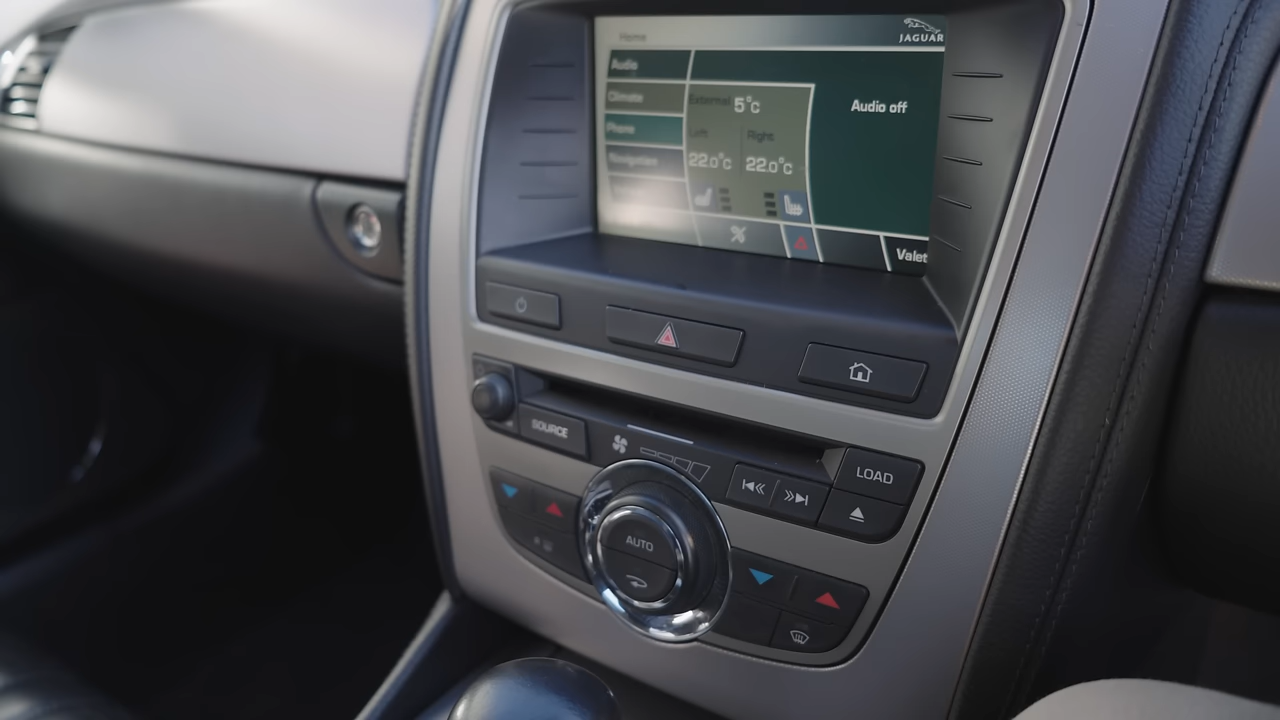 Home
JAGUAR
Audio
Climate
External 5°c
Audio off
Phone
Left Right
Navigation
22.0°c 22.0°c
Valet
SOURCE
LOAD
AUTO